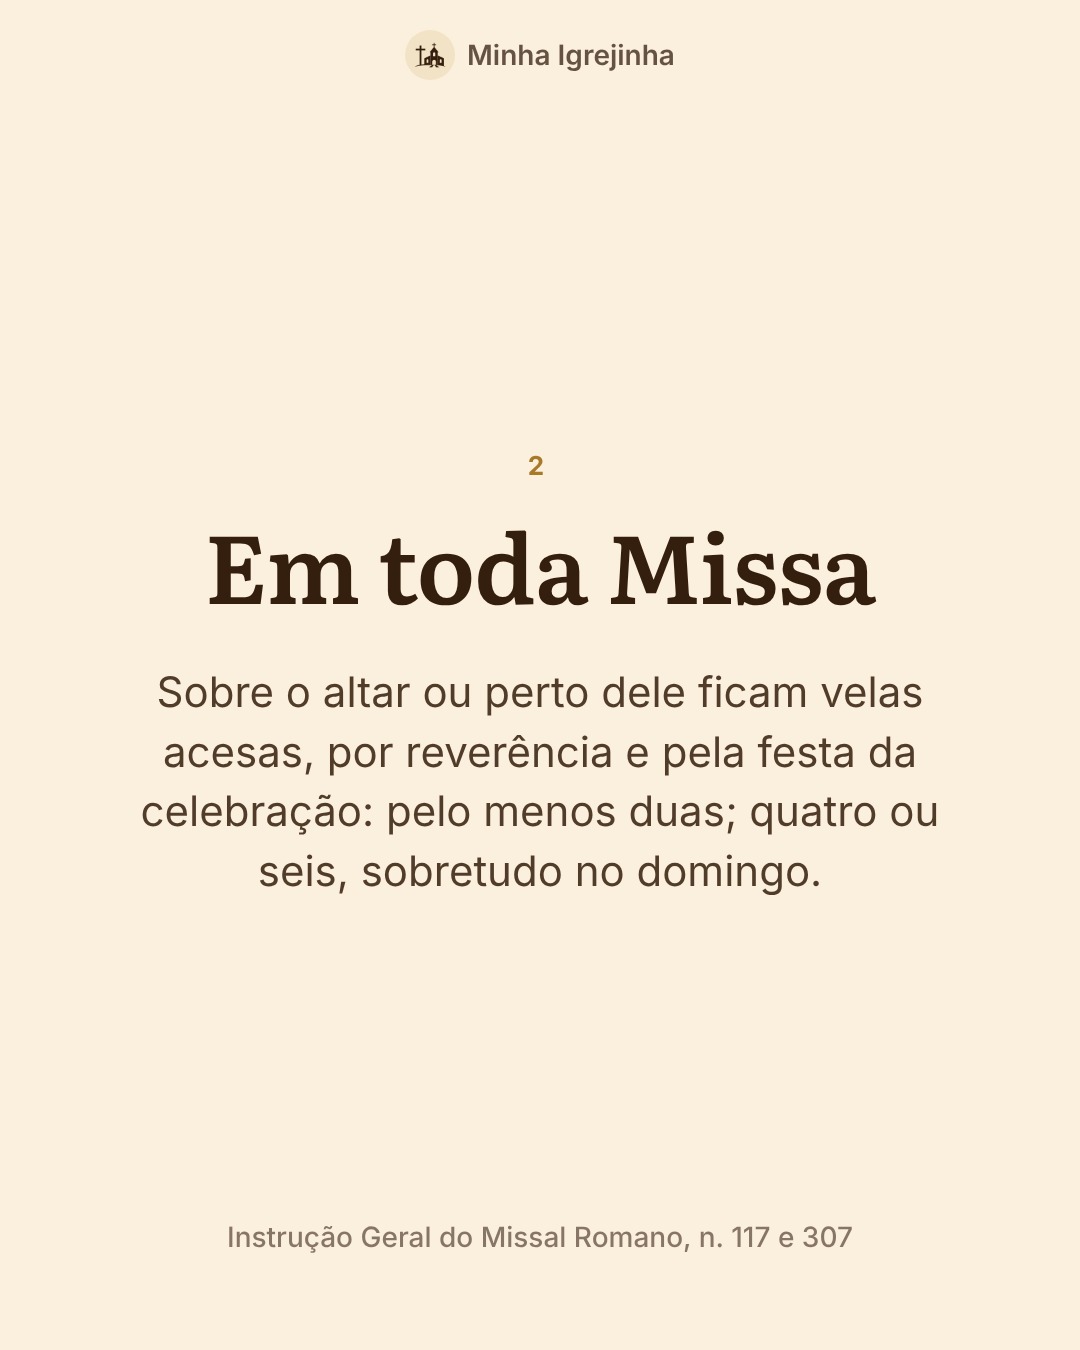 Minha Igrejinha
2
Em toda Missa
Sobre o altar ou perto dele ficam velas
acesas, por reverência e pela festa da
celebração: pelo menos duas; quatro ou
seis, sobretudo no domingo.
Instrução Geral do Missal Romano, n. 117 e 307